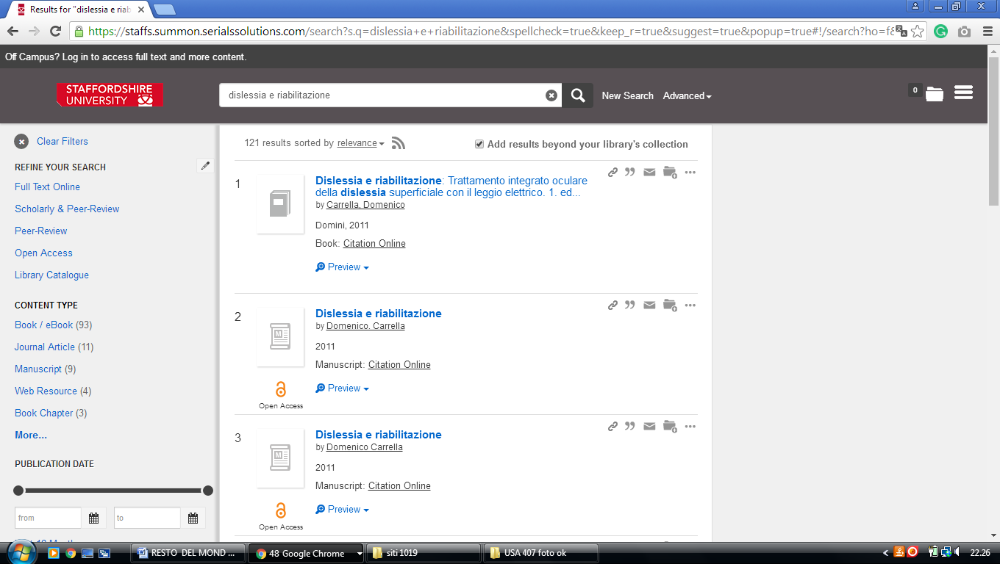 Results for "dislessia e riab
https://staffs.summon.serialssolutions.com/search?s.q=dislessia+e+riabilitazione&spellcheck=true&keep_r=true&suggest=true&popup=true#!/search?ho=f&
Off Campus? Log in to access full text and more content.
STAFFORDSHIRE
UNIVERSITY
dislessia e riabilitazione
New Search
Advanced
0
Clear Filters
REFINE YOUR SEARCH
Full Text Online
Scholarly & Peer-Review
Peer-Review
Open Access
Library Catalogue
CONTENT TYPE
Book / eBook (93)
Journal Article (11)
Manuscript (9)
Web Resource (4)
Book Chapter (3)
More...
PUBLICATION DATE
from
to
121 results sorted by relevance
Add results beyond your library's collection
1
Dislessia e riabilitazione: Trattamento integrato oculare
della dislessia superficiale con il leggio elettrico. 1. ed...
by Carrella, Domenico
Domini, 2011
Book: Citation Online
Preview
2
Dislessia e riabilitazione
by Domenico. Carrella
2011
Manuscript: Citation Online
Preview
Open Access
3
Dislessia e riabilitazione
by Domenico Carrella
2011
Manuscript: Citation Online
Preview
Open Access
RESTO DEL MOND ...
48 Google Chrome
siti 1019
USA 407 foto ok
22.26